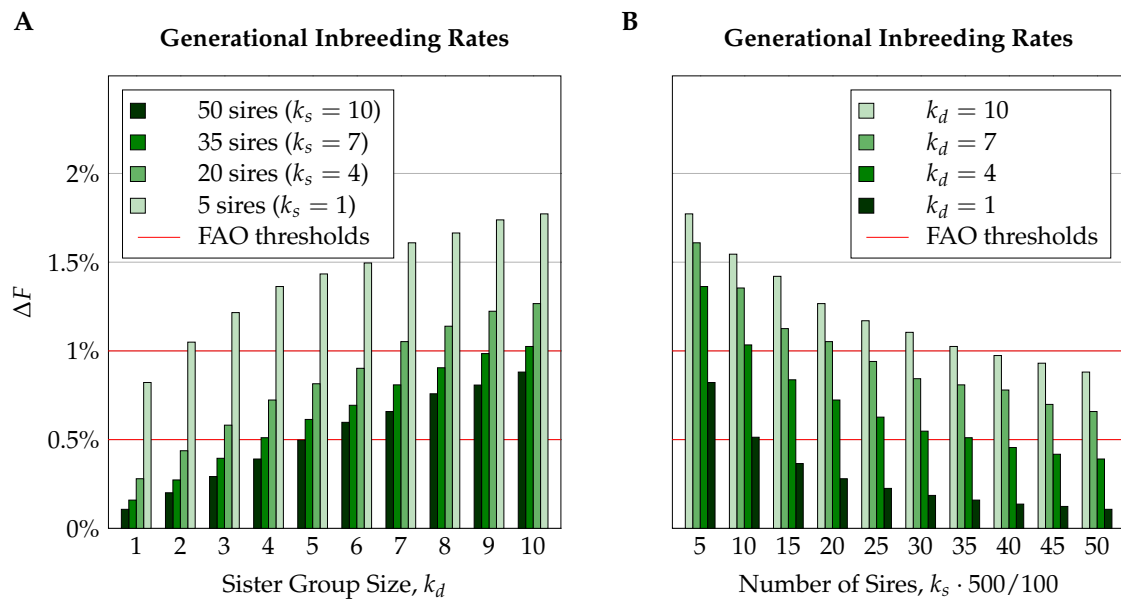 A
Generational Inbreeding Rates
50 sires (k_s = 10)
35 sires (k_s = 7)
20 sires (k_s = 4)
5 sires (k_s = 1)
FAO thresholds
2%
1.5%
1%
0.5%
0%
ΔF
1 2 3 4 5 6 7 8 9 10
Sister Group Size, k_d
B
Generational Inbreeding Rates
k_d = 10
k_d = 7
k_d = 4
k_d = 1
FAO thresholds
5 10 15 20 25 30 35 40 45 50
Number of Sires, k_s · 500/100